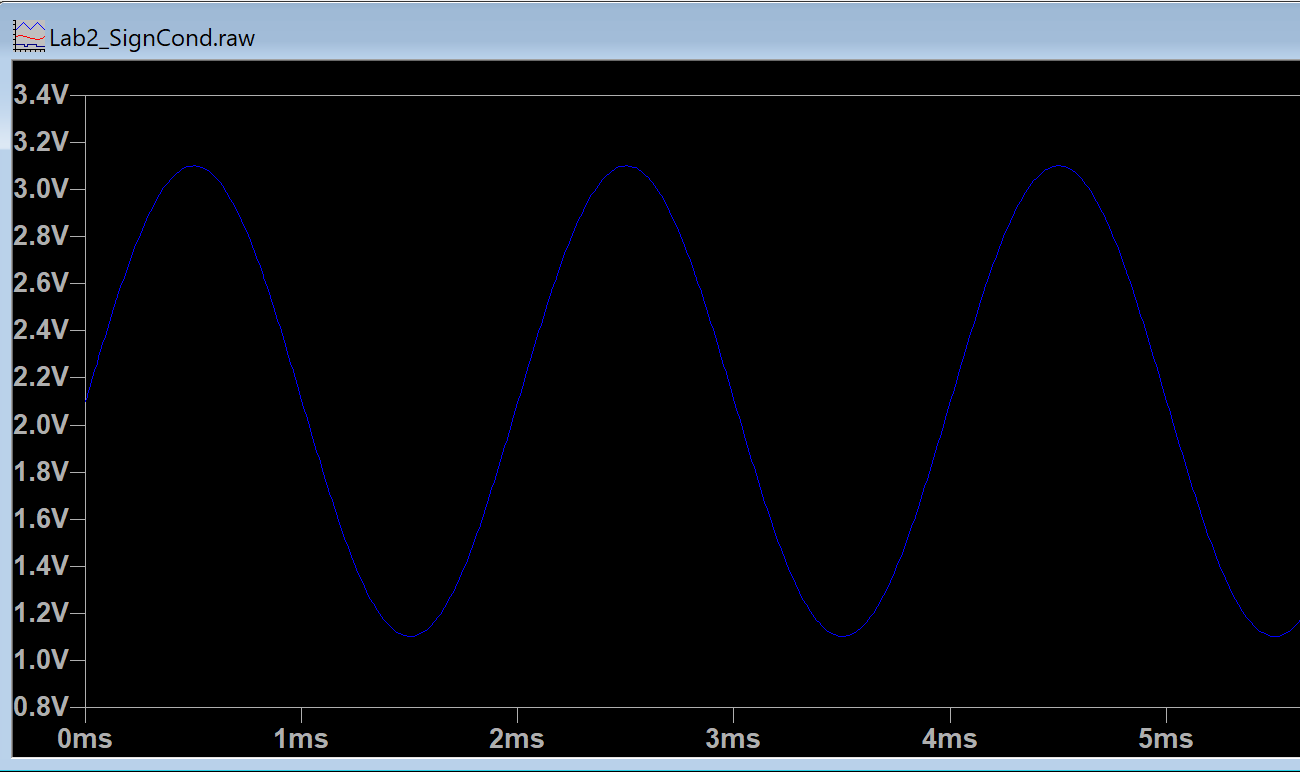 Lab2_SignCond.raw
3.4V
3.2V
3.0V
2.8V
2.6V
2.4V
2.2V
2.0V
1.8V
1.6V
1.4V
1.2V
1.0V
0.8V
0ms 1ms 2ms 3ms 4ms 5ms